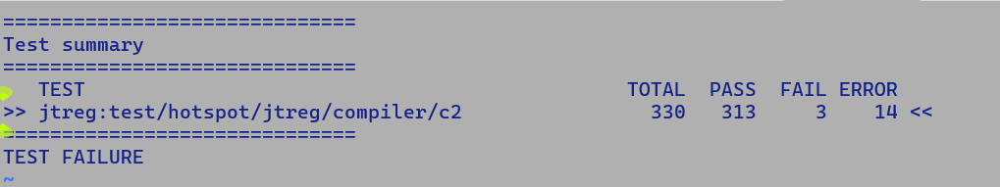 ==============================
Test summary
==============================
   TEST                                              TOTAL  PASS  FAIL ERROR
>> jtreg:test/hotspot/jtreg/compiler/c2                330   313     3    14 <<
==============================
TEST FAILURE
~